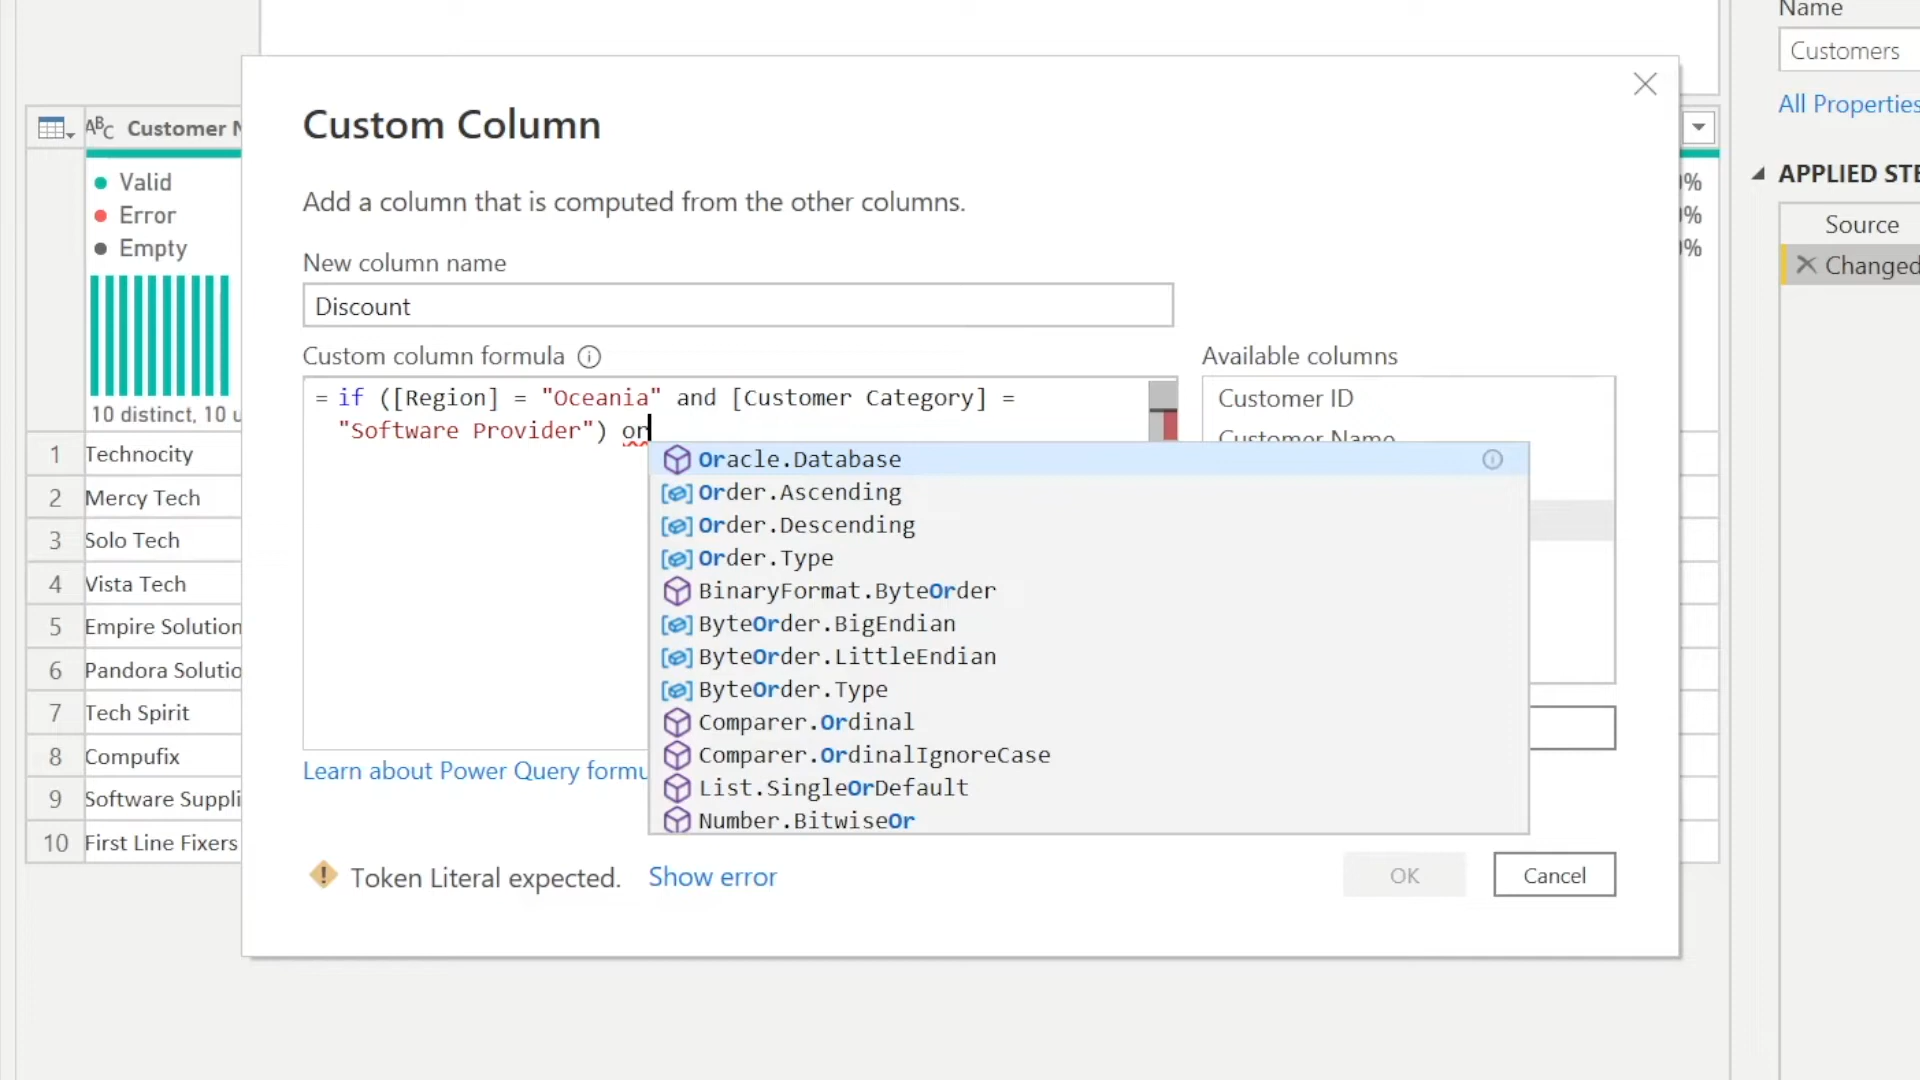 Name
Customers
All Properties
APPLIED STE
Source
Changed
Custom Column
Add a column that is computed from the other columns.
New column name
Discount
Custom column formula
= if ([Region] = "Oceania" and [Customer Category] =
"Software Provider") or
Available columns
Customer ID
Customer Name
Oracle.Database
Order.Ascending
Order.Descending
Order.Type
BinaryFormat.ByteOrder
ByteOrder.BigEndian
ByteOrder.LittleEndian
ByteOrder.Type
Comparer.Ordinal
Comparer.OrdinalIgnoreCase
List.SingleOrDefault
Number.BitwiseOr
Learn about Power Query formu
Token Literal expected. Show error
OK
Cancel
ABC Customer N
Valid
Error
Empty
10 distinct, 10 u
1 Technocity
2 Mercy Tech
3 Solo Tech
4 Vista Tech
5 Empire Solution
6 Pandora Solutio
7 Tech Spirit
8 Compufix
9 Software Suppli
10 First Line Fixers
%
%
%